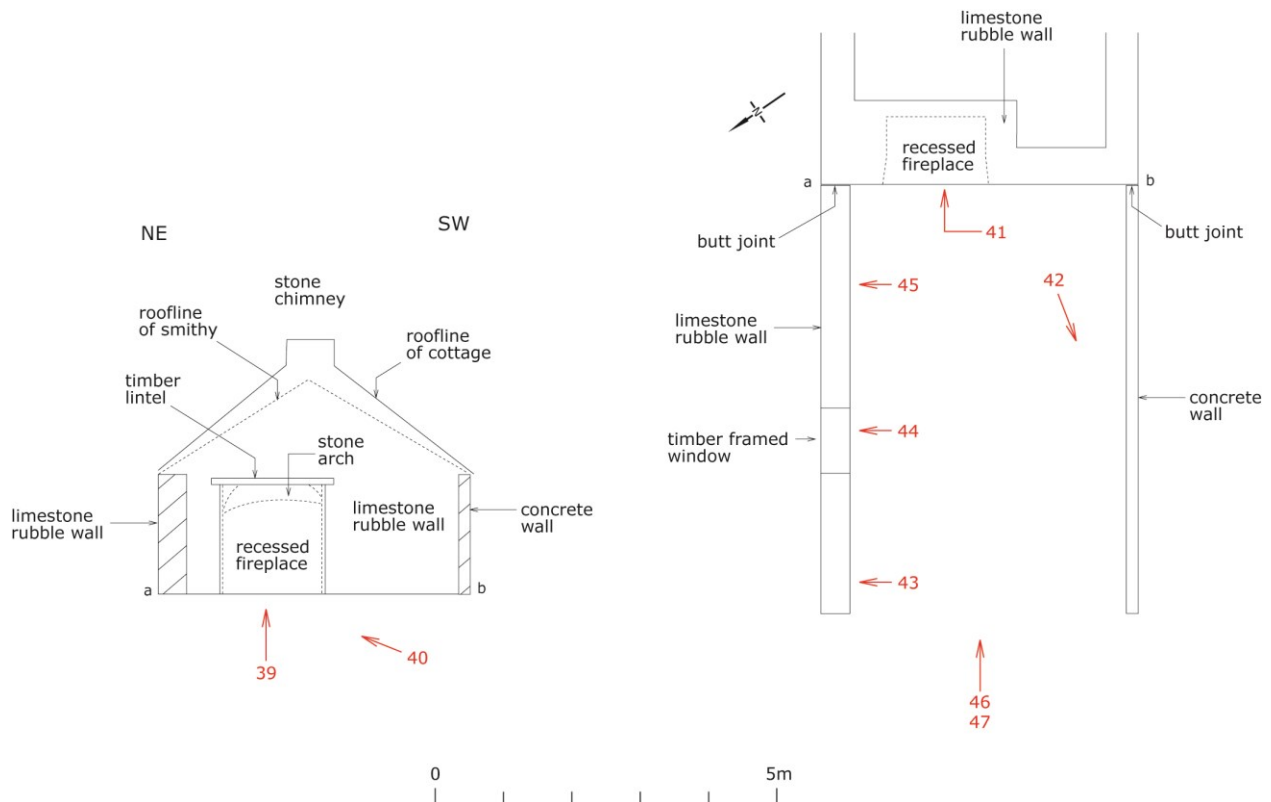 NE
SW
stone
chimney
roofline
of smithy
roofline
of cottage
timber
lintel
stone
arch
limestone
rubble wall
limestone
rubble wall
concrete
wall
recessed
fireplace
a
b
39
40
limestone
rubble wall
N
recessed
fireplace
a
b
butt joint
butt joint
41
42
45
limestone
rubble wall
concrete
wall
timber framed
window
44
43
46
47
0
5m